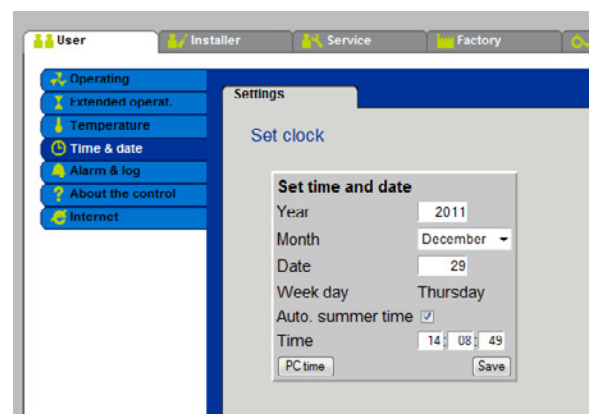 User
Installer
Service
Factory
Operating
Extended operat.
Temperature
Time & date
Alarm & log
About the control
Internet
Settings
Set clock
Set time and date
Year 2011
Month December
Date 29
Week day Thursday
Auto. summer time
Time 14: 08: 49
PC time Save